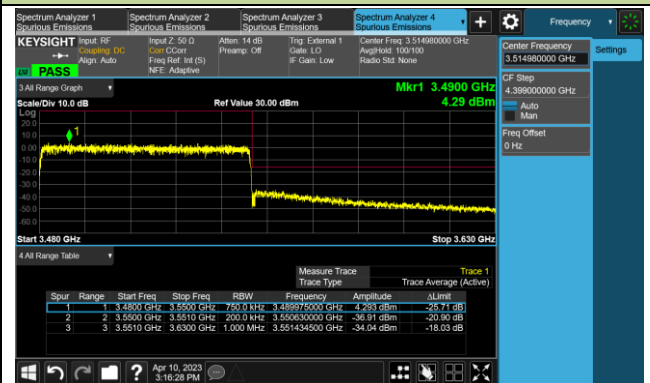 Spectrum Analyzer 1
Spurious Emissions
Spectrum Analyzer 2
Spurious Emissions
Spectrum Analyzer 3
Spurious Emissions
Spectrum Analyzer 4
Spurious Emissions
Frequency
KEYSIGHT
Input: RF
Coupling: DC
Align: Auto
Input Z: 50 Ω
Corr CCorr
Freq Ref: Int (S)
NFE: Adaptive
Atten: 14 dB
Preamp: Off
Trig: External 1
Gate: LO
IF Gain: Low
Center Freq: 3.514980000 GHz
Avg|Hold: 100/100
Radio Std: None
PASS
Center Frequency
3.514980000 GHz
Settings
CF Step
4.399000000 GHz
Auto
Man
Freq Offset
0 Hz
3 All Range Graph
Mkr1 3.4900 GHz
Scale/Div 10.0 dB
Ref Value 30.00 dBm
4.29 dBm
Log
20.0
10.0
0.00
-10.0
-20.0
-30.0
-40.0
-50.0
-60.0
1
Start 3.480 GHz
Stop 3.630 GHz
4 All Range Table
Measure Trace Trace 1
Trace Type Trace Average (Active)
Spur Range Start Freq Stop Freq RBW Frequency Amplitude ΔLimit
1 1 3.4800 GHz 3.5500 GHz 750.0 kHz 3.489975000 GHz 4.293 dBm -25.71 dB
2 2 3.5500 GHz 3.5510 GHz 200.0 kHz 3.550630000 GHz -36.91 dBm -20.90 dB
3 3 3.5510 GHz 3.6300 GHz 1.000 MHz 3.551434500 GHz -34.04 dBm -18.03 dB
Apr 10, 2023
3:16:28 PM